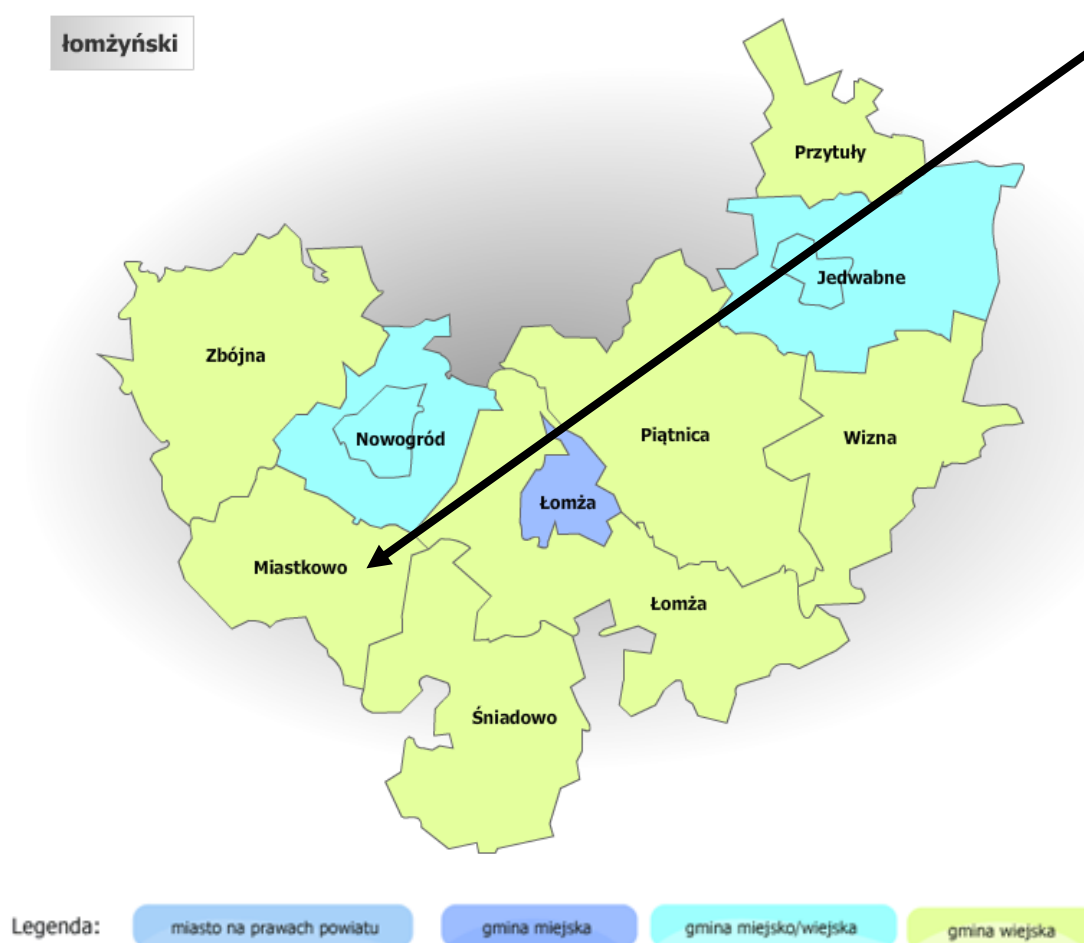 łomżyński
Przytuły
Jedwabne
Zbójna
Nowogród
Piątnica
Wizna
Łomża
Miastkowo
Łomża
Śniadowo
Legenda:
miasto na prawach powiatu
gmina miejska
gmina miejsko/wiejska
gmina wiejska